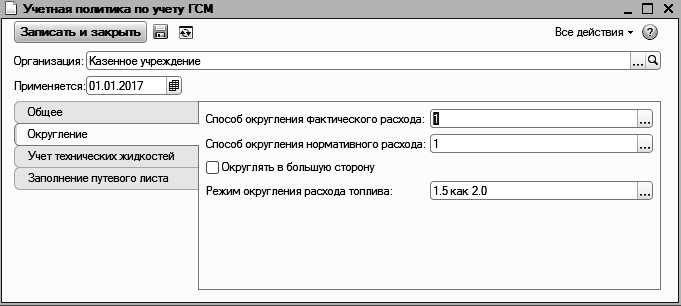 Учетная политика по учету ГСМ
Записать и закрыть
Все действия
?
Организация: Казенное учреждение
Применяется: 01.01.2017
Общее
Округление
Учет технических жидкостей
Заполнение путевого листа
Способ округления фактического расхода: 1
Способ округления нормативного расхода: 1
Округлять в большую сторону
Режим округления расхода топлива: 1.5 как 2.0